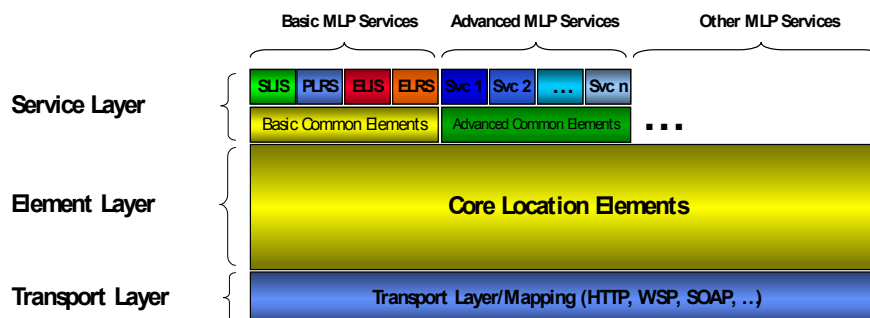 Basic MLP Services Advanced MLP Services Other MLP Services
SLIS PLRS ELIS ELRS Svc 1 Svc 2 ... Svc n
Service Layer
Basic Common Elements Advanced Common Elements ...
Element Layer Core Location Elements
Transport Layer Transport Layer/Mapping (HTTP, WSP, SOAP, ...)